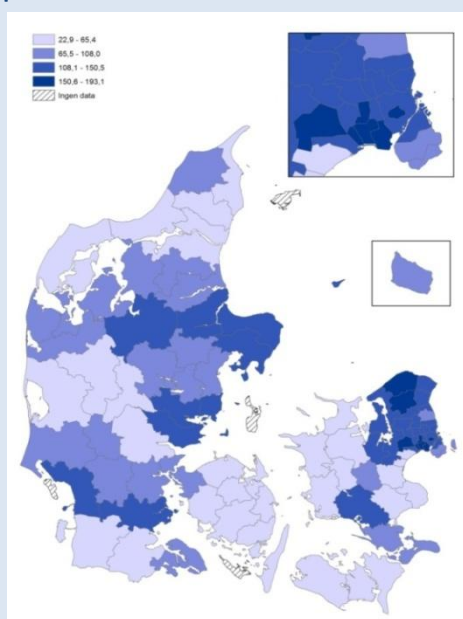 22,9 - 65,4
65,5 - 108,0
108,1 - 150,5
150,6 - 193,1
Ingen data